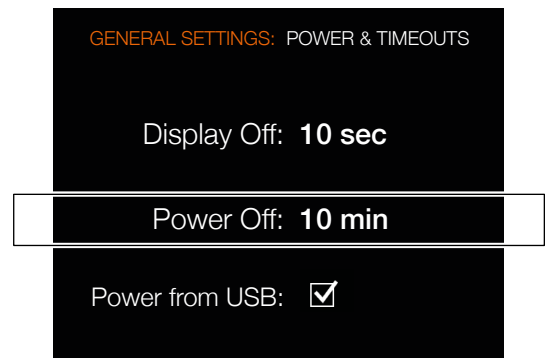 GENERAL SETTINGS: POWER & TIMEOUTS
Display Off: 10 sec
Power Off: 10 min
Power from USB: